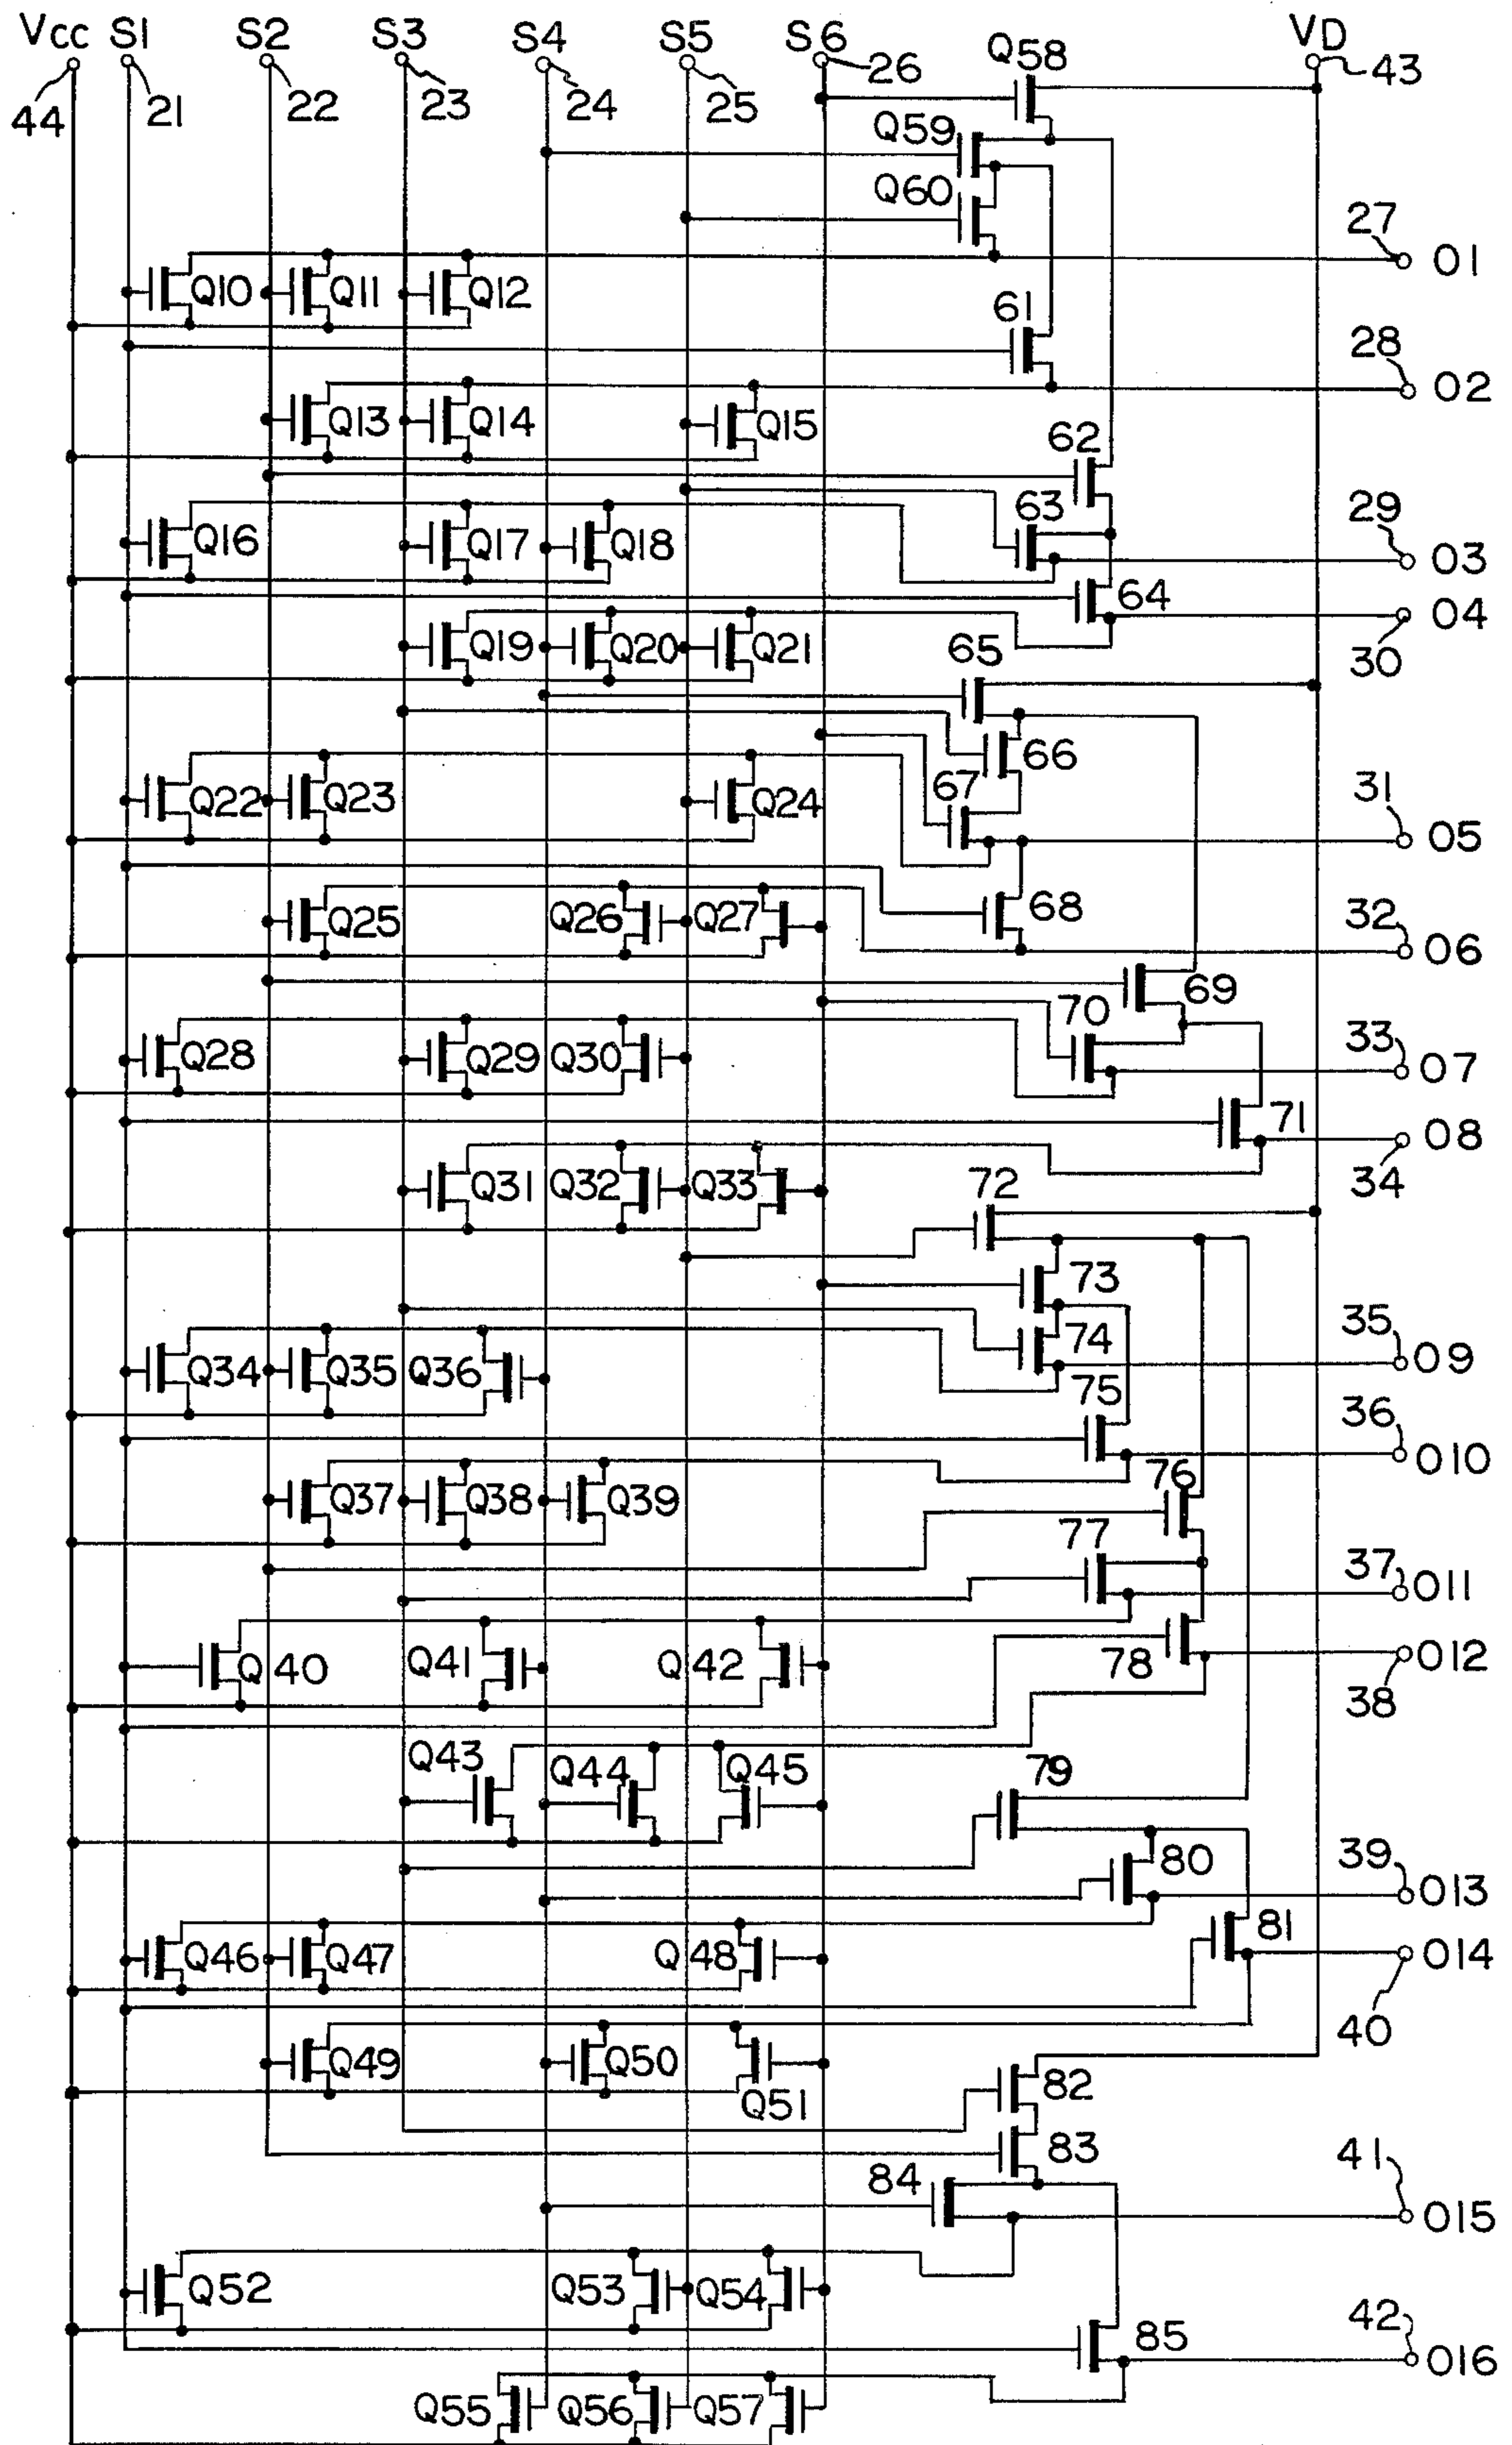 Vcc S1 S2 S3 S4 S5 S6 Q58 VD
44 21 22 23 24 25 26 43
Q59
Q60
27
Q10 Q11 Q12 O1
61
28
O2
Q13 Q14 Q15
62
63 29
Q16 Q17 Q18 O3
64 O4
Q19 Q20 Q21 65 30
66
67 31
Q22 Q23 Q24 O5
68 32
Q25 Q26 Q27 O6
69
70 33
Q28 Q29 Q30 O7
71 O8
Q31 Q32 Q33 72 34
73
74 35
Q34 Q35 Q36 O9
75 36
O10
76
Q37 Q38 Q39
77 37
O11
Q40 Q41 Q42 78 O12
38
Q43 Q44 Q45 79
80 39
O13
81
Q46 Q47 Q48 O14
40
Q49 Q50 Q51 82
83 41
84
O15
Q52 Q53 Q54
85 42
O16
Q55 Q56 Q57